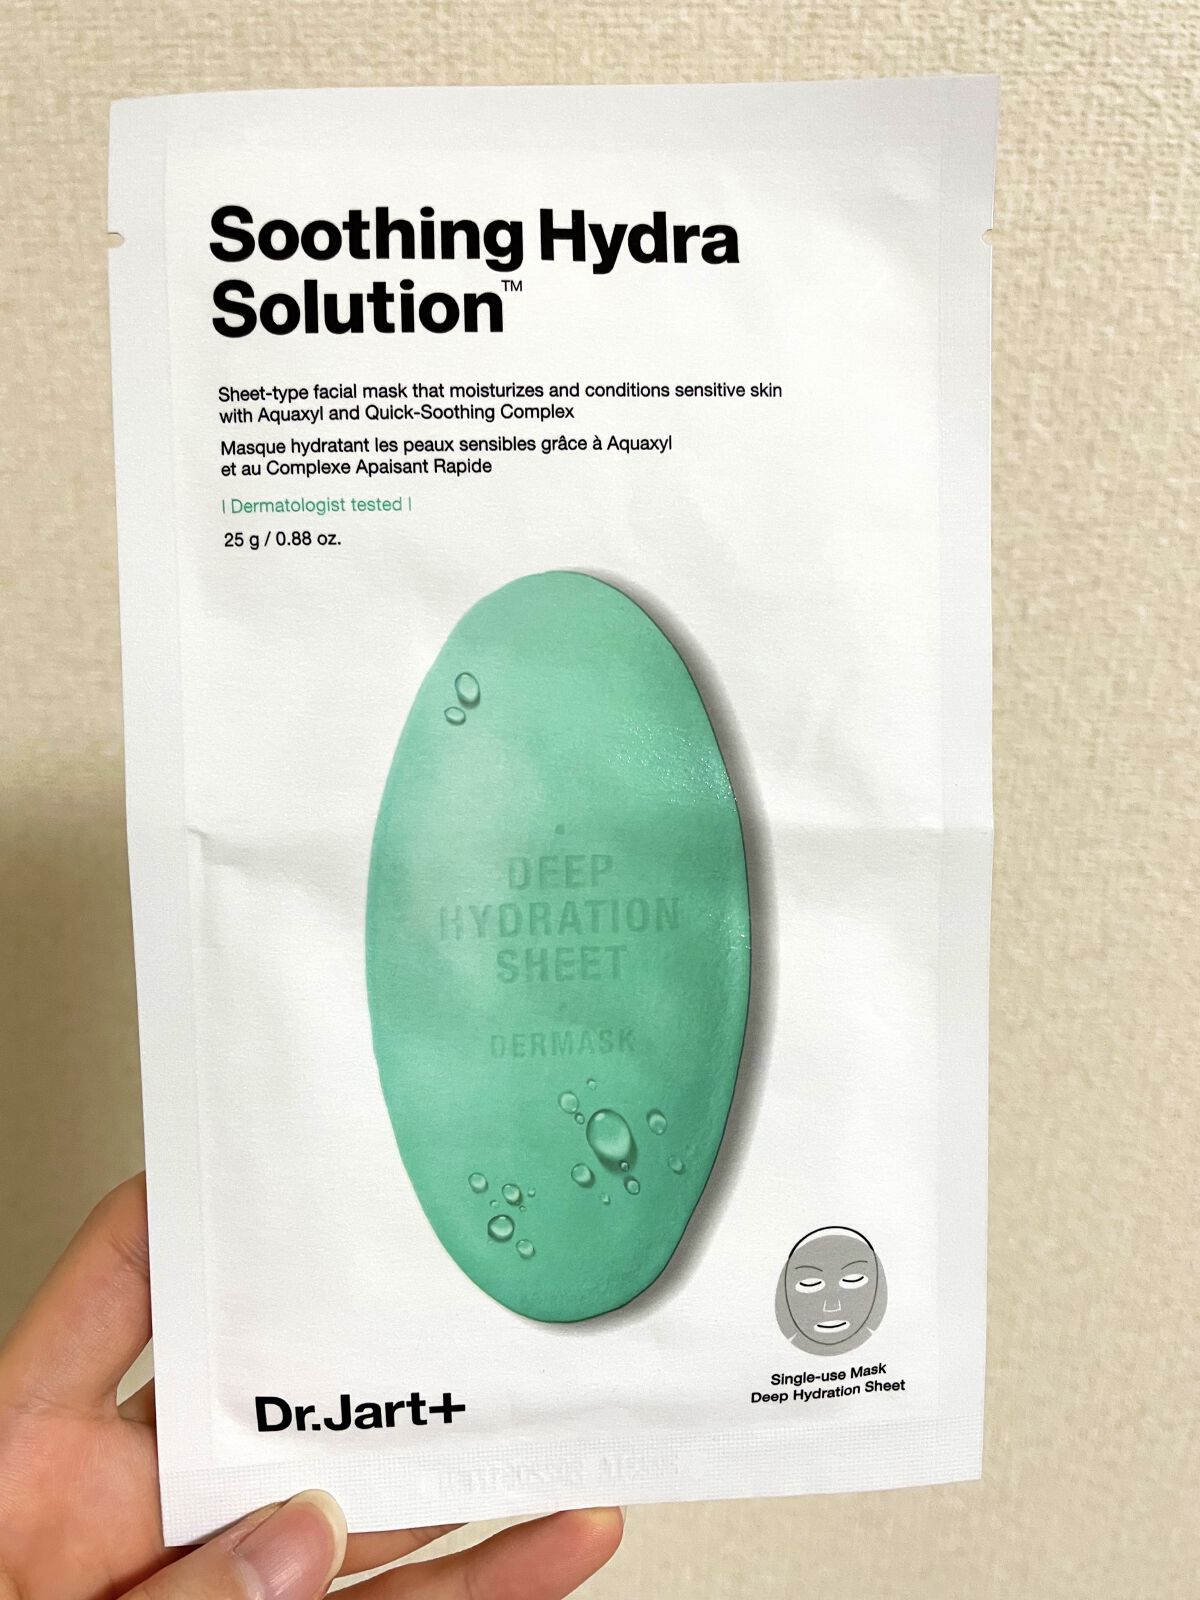 Soothing Hydra
Solution™
Sheet-type facial mask that moisturizes and conditions sensitive skin
with Aquaxyl and Quick-Soothing Complex
Masque hydratant les peaux sensibles grâce à Aquaxyl
et au Complexe Apaisant Rapide
| Dermatologist tested |
25 g / 0.88 oz.
DEEP
HYDRATION
SHEET
DERMASK
Single-use Mask
Deep Hydration Sheet
Dr.Jart+